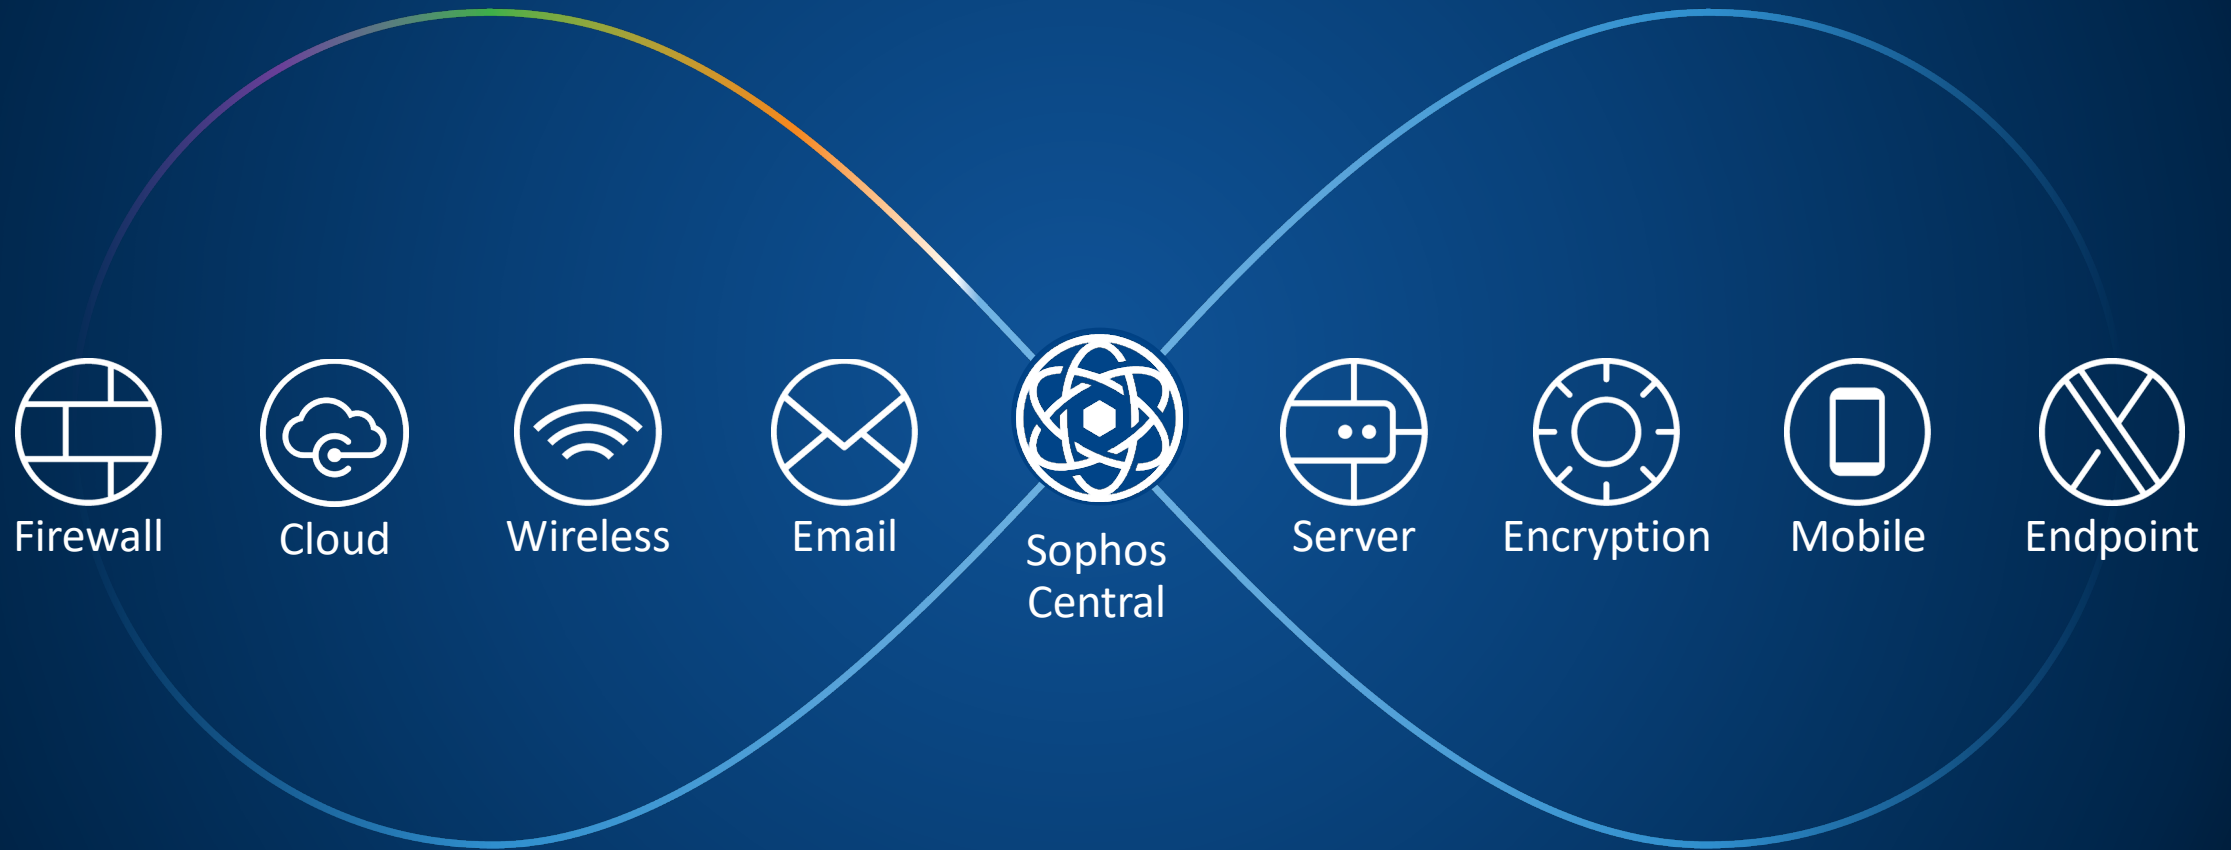 Firewall
Cloud
Wireless
Email
Sophos
Central
Server
Encryption
Mobile
Endpoint